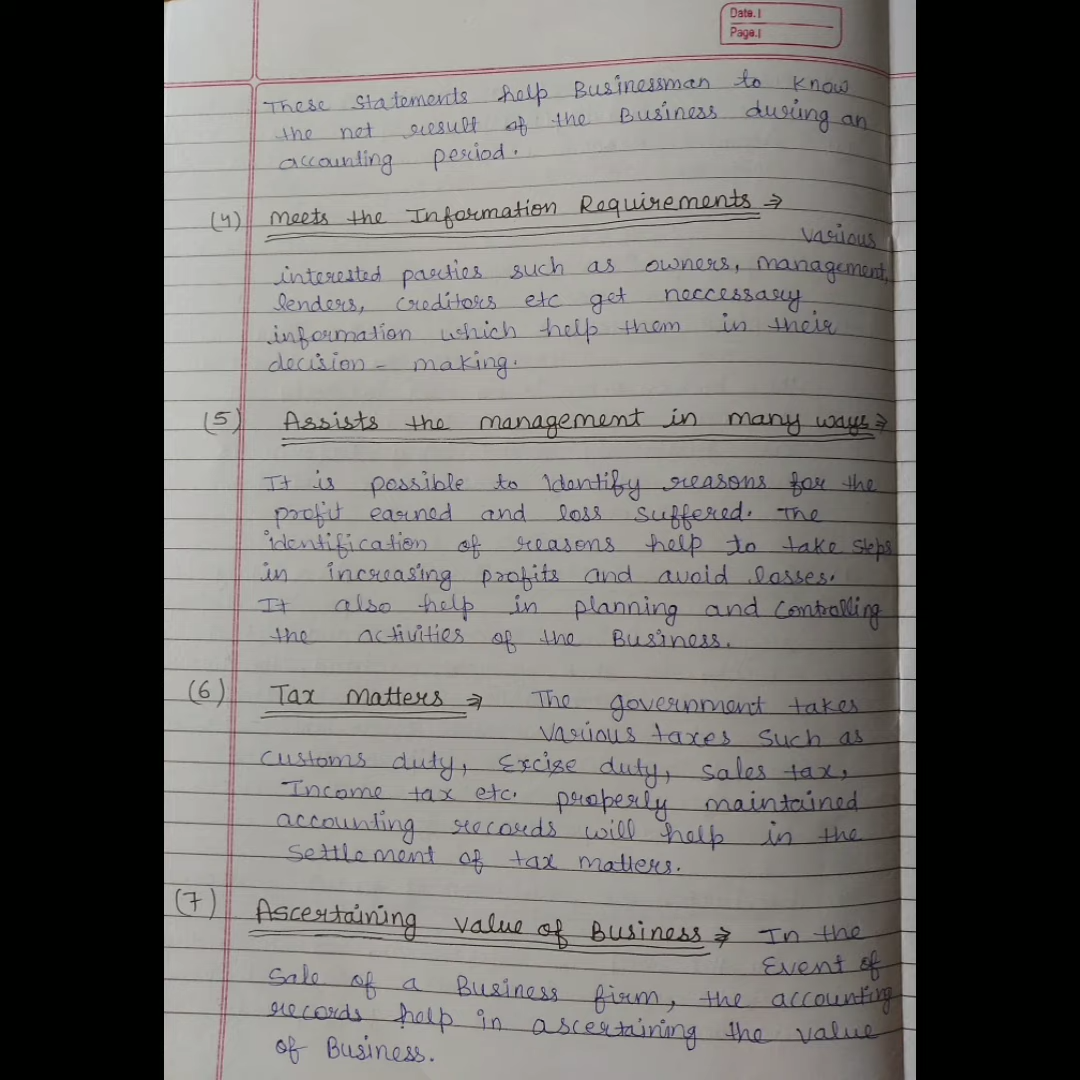 Date.|
Page.|
These statements help Businessman to know
the net result of the Business during an
accounting period.
(4) Meets the Information Requirements ⇒
various
interested parties such as owners, management,
lenders, creditors etc get neccessary
information which help them in their
decision - making.
(5) Assists the management in many ways ⇒
It is possible to identify reasons for the
profit earned and loss suffered. The
identification of reasons help to take steps
in increasing profits and avoid losses.
It also help in planning and controlling
the activities of the Business.
(6) Tax matters ⇒ The government takes
various taxes such as
customs duty, Excise duty, sales tax,
Income tax etc. properly maintained
accounting records will help in the
settlement of tax matters.
(7) Ascertaining value of Business ⇒ In the
Event of
sale of a Business firm, the accounting
records help in ascertaining the value
of Business.